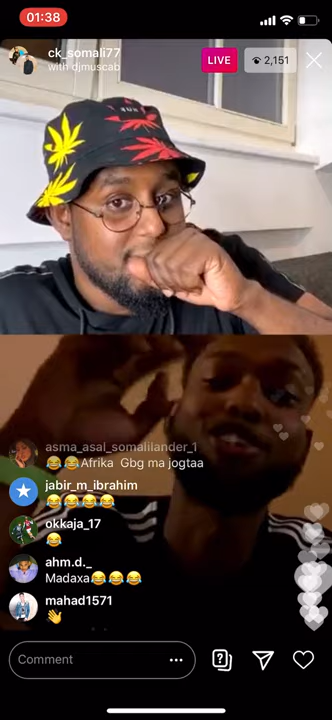 01:38
ck_somali77
with djmuscab
LIVE
2,151
asma_asal_somalilander_1
😂😂Afrika Gbg ma jogtaa
jabir_m_ibrahim
😂😂😂😂
okkaja_17
😂
ahm.d._
Madaxa😂😂😂
mahad1571
👋
Comment